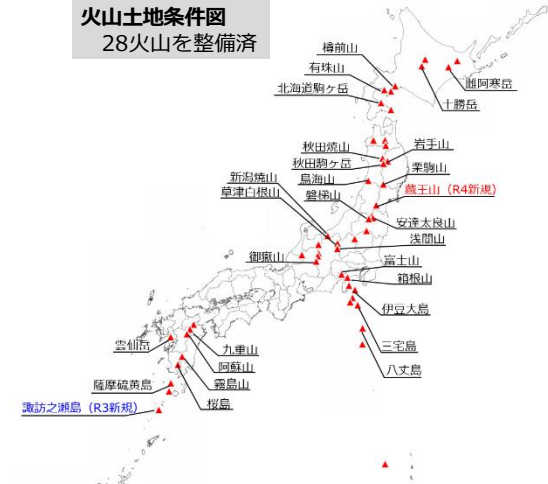 火山土地条件図
28火山を整備済
樽前山
有珠山
北海道駒ヶ岳
雌阿寒岳
十勝岳
秋田焼山
岩手山
秋田駒ヶ岳
栗駒山
鳥海山
新潟焼山
磐梯山
蔵王山（R4新規）
草津白根山
安達太良山
浅間山
御嶽山
富士山
箱根山
伊豆大島
三宅島
八丈島
雲仙岳
九重山
阿蘇山
霧島山
薩摩硫黄島
桜島
諏訪之瀬島（R3新規）